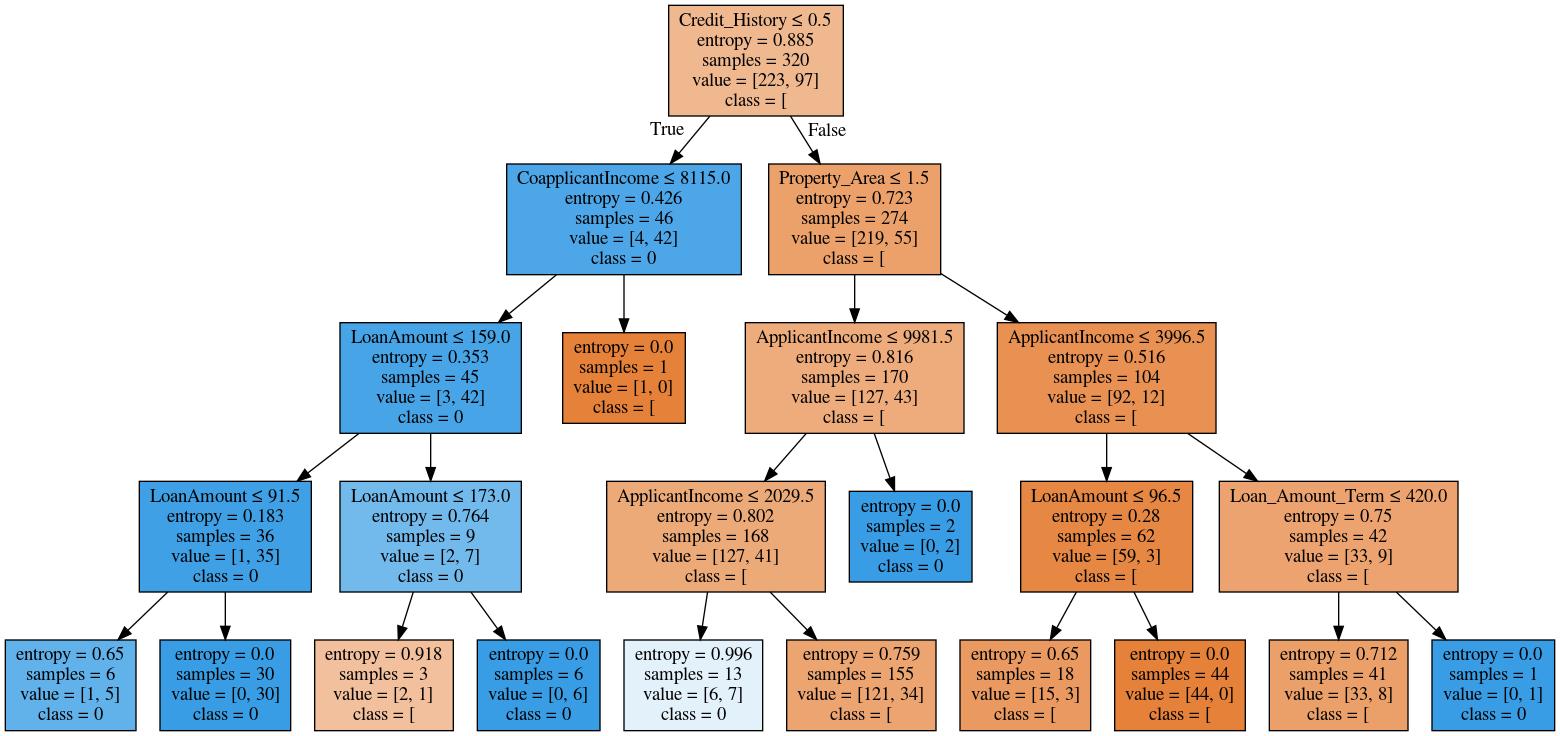 Credit_History ≤ 0.5
entropy = 0.885
samples = 320
value = [223, 97]
class = [
True
False
CoapplicantIncome ≤ 8115.0
entropy = 0.426
samples = 46
value = [4, 42]
class = 0
Property_Area ≤ 1.5
entropy = 0.723
samples = 274
value = [219, 55]
class = [
LoanAmount ≤ 159.0
entropy = 0.353
samples = 45
value = [3, 42]
class = 0
entropy = 0.0
samples = 1
value = [1, 0]
class = [
ApplicantIncome ≤ 9981.5
entropy = 0.816
samples = 170
value = [127, 43]
class = [
ApplicantIncome ≤ 3996.5
entropy = 0.516
samples = 104
value = [92, 12]
class = [
LoanAmount ≤ 91.5
entropy = 0.183
samples = 36
value = [1, 35]
class = 0
LoanAmount ≤ 173.0
entropy = 0.764
samples = 9
value = [2, 7]
class = 0
ApplicantIncome ≤ 2029.5
entropy = 0.802
samples = 168
value = [127, 41]
class = [
entropy = 0.0
samples = 2
value = [0, 2]
class = 0
LoanAmount ≤ 96.5
entropy = 0.28
samples = 62
value = [59, 3]
class = [
Loan_Amount_Term ≤ 420.0
entropy = 0.75
samples = 42
value = [33, 9]
class = [
entropy = 0.65
samples = 6
value = [1, 5]
class = 0
entropy = 0.0
samples = 30
value = [0, 30]
class = 0
entropy = 0.918
samples = 3
value = [2, 1]
class = [
entropy = 0.0
samples = 6
value = [0, 6]
class = 0
entropy = 0.996
samples = 13
value = [6, 7]
class = 0
entropy = 0.759
samples = 155
value = [121, 34]
class = [
entropy = 0.65
samples = 18
value = [15, 3]
class = [
entropy = 0.0
samples = 44
value = [44, 0]
class = [
entropy = 0.712
samples = 41
value = [33, 8]
class = [
entropy = 0.0
samples = 1
value = [0, 1]
class = 0